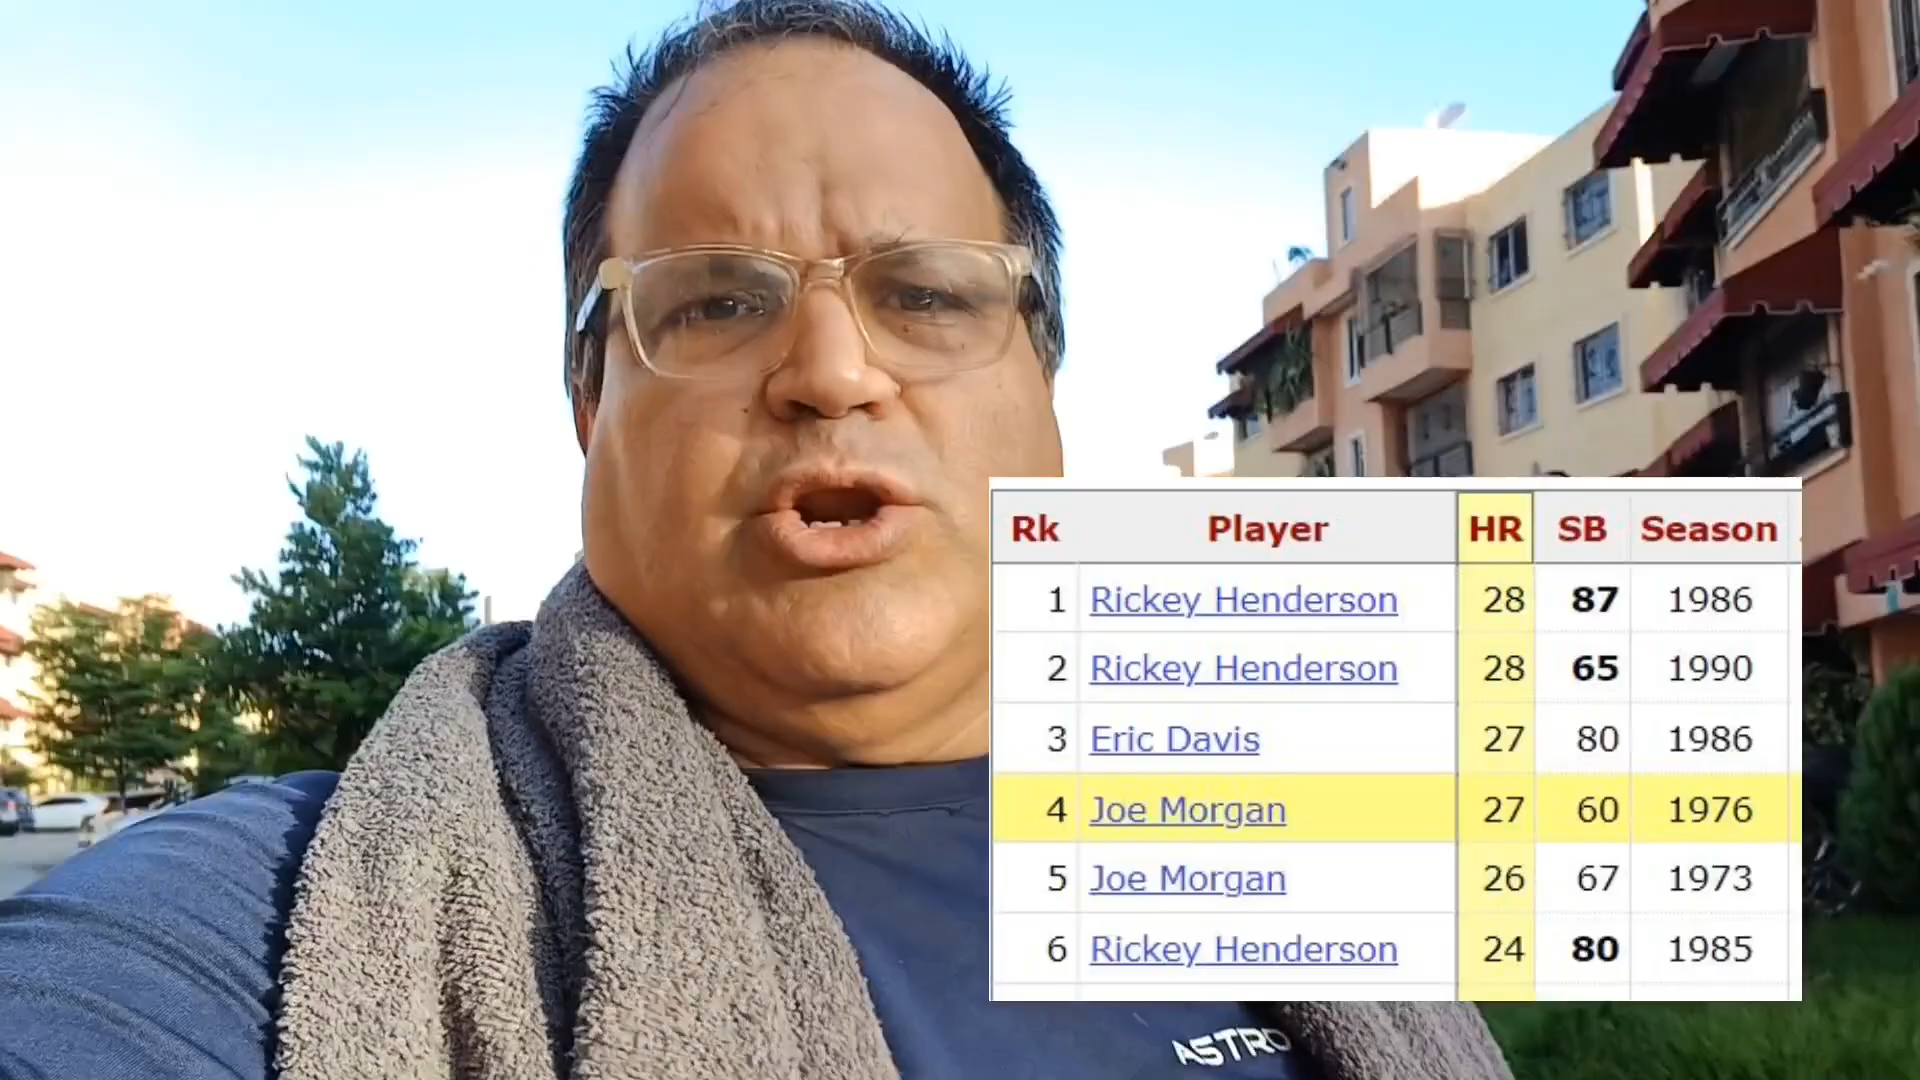 Rk Player HR SB Season
1 Rickey Henderson 28 87 1986
2 Rickey Henderson 28 65 1990
3 Eric Davis 27 80 1986
4 Joe Morgan 27 60 1976
5 Joe Morgan 26 67 1973
6 Rickey Henderson 24 80 1985
ASTRO